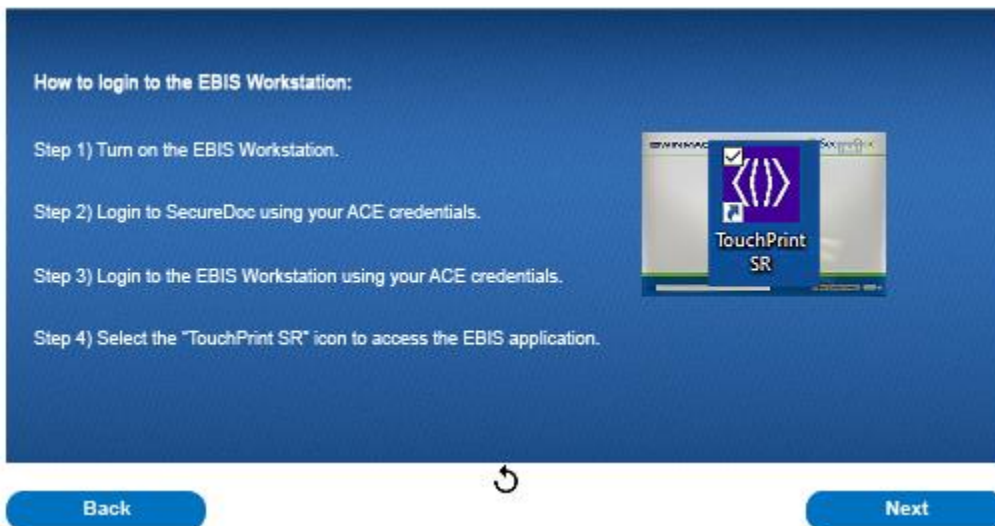 How to login to the EBIS Workstation:
Step 1) Turn on the EBIS Workstation.
Step 2) Login to SecureDoc using your ACE credentials.
Step 3) Login to the EBIS Workstation using your ACE credentials.
Step 4) Select the "TouchPrint SR" icon to access the EBIS application.
TouchPrint
SR
Back
Next